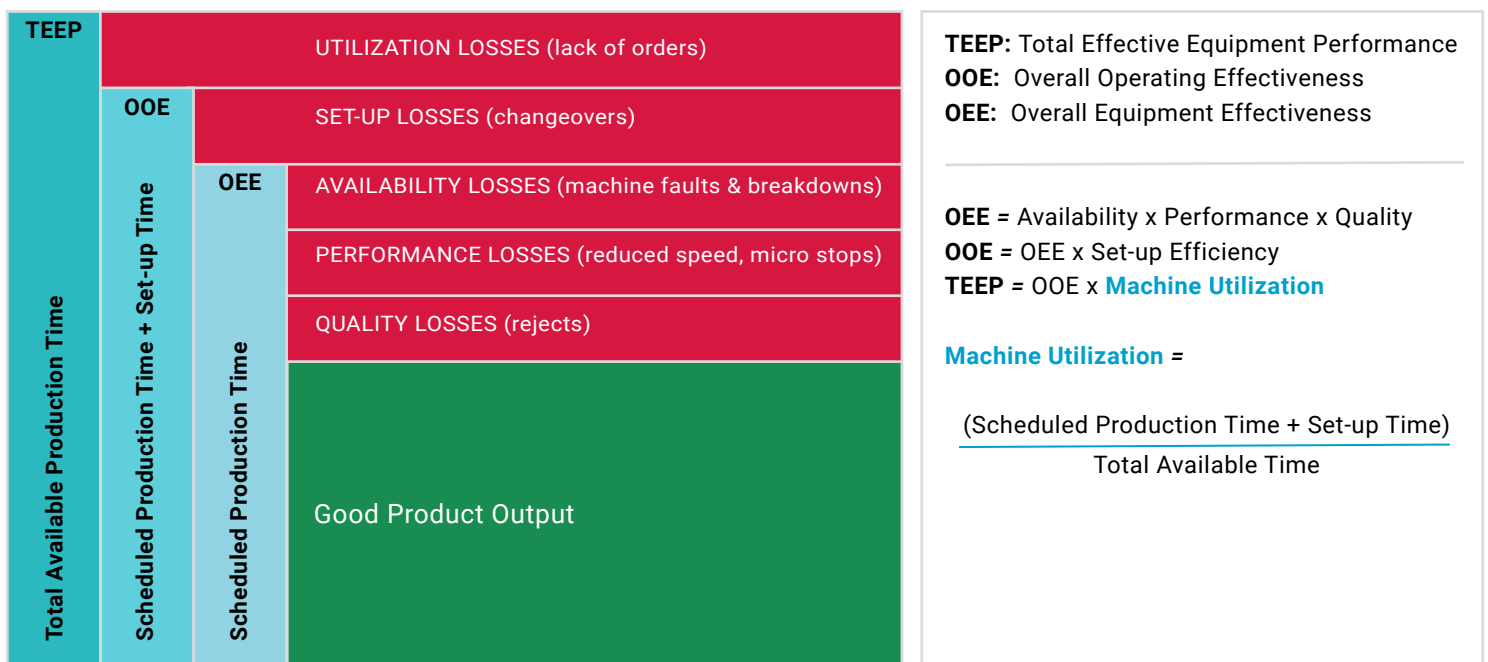 TEEP
UTILIZATION LOSSES (lack of orders)
OOE
SET-UP LOSSES (changeovers)
OEE
AVAILABILITY LOSSES (machine faults & breakdowns)
PERFORMANCE LOSSES (reduced speed, micro stops)
QUALITY LOSSES (rejects)
Good Product Output
Total Available Production Time
Scheduled Production Time + Set-up Time
Scheduled Production Time
TEEP: Total Effective Equipment Performance
OOE: Overall Operating Effectiveness
OEE: Overall Equipment Effectiveness
OEE = Availability x Performance x Quality
OOE = OEE x Set-up Efficiency
TEEP = OOE x Machine Utilization
Machine Utilization =
(Scheduled Production Time + Set-up Time)
Total Available Time